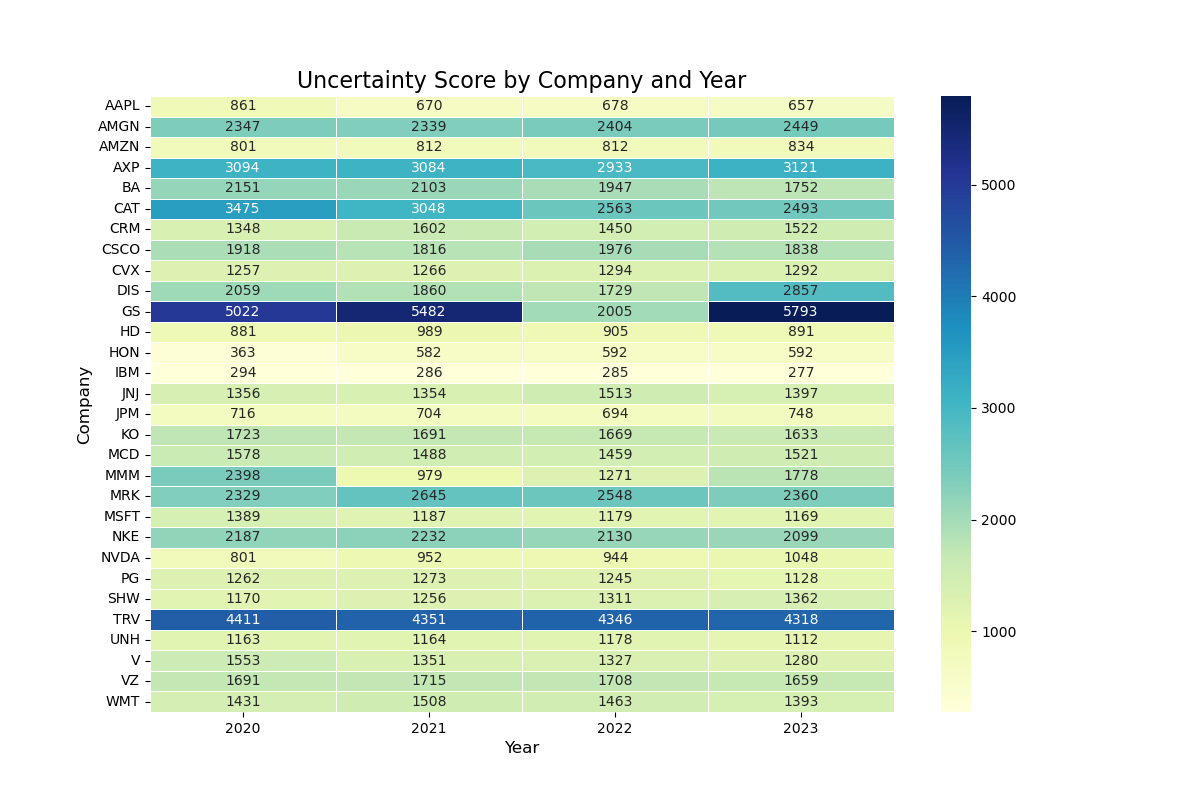 Uncertainty Score by Company and Year
AAPL 861 670 678 657
AMGN 2347 2339 2404 2449
AMZN 801 812 812 834
AXP 3094 3084 2933 3121
BA 2151 2103 1947 1752
CAT 3475 3048 2563 2493
CRM 1348 1602 1450 1522
CSCO 1918 1816 1976 1838
CVX 1257 1266 1294 1292
DIS 2059 1860 1729 2857
GS 5022 5482 2005 5793
HD 881 989 905 891
HON 363 582 592 592
IBM 294 286 285 277
JNJ 1356 1354 1513 1397
JPM 716 704 694 748
KO 1723 1691 1669 1633
MCD 1578 1488 1459 1521
MMM 2398 979 1271 1778
MRK 2329 2645 2548 2360
MSFT 1389 1187 1179 1169
NKE 2187 2232 2130 2099
NVDA 801 952 944 1048
PG 1262 1273 1245 1128
SHW 1170 1256 1311 1362
TRV 4411 4351 4346 4318
UNH 1163 1164 1178 1112
V 1553 1351 1327 1280
VZ 1691 1715 1708 1659
WMT 1431 1508 1463 1393
2020 2021 2022 2023
Year
Company
5000
4000
3000
2000
1000